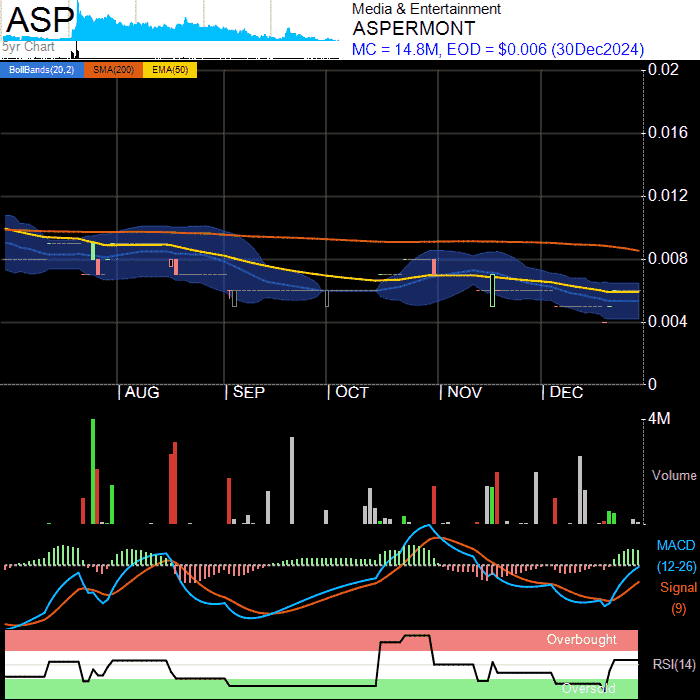 ASP
5yr Chart
Media & Entertainment
ASPERMONT
MC = 14.8M, EOD = $0.006 (30Dec2024)
BollBands(20,2) SMA(200) EMA(50)
0.02
0.016
0.012
0.008
0.004
0
AUG SEP OCT NOV DEC
4M
Volume
MACD
(12-26)
Signal
(9)
Overbought
RSI(14)
Oversold